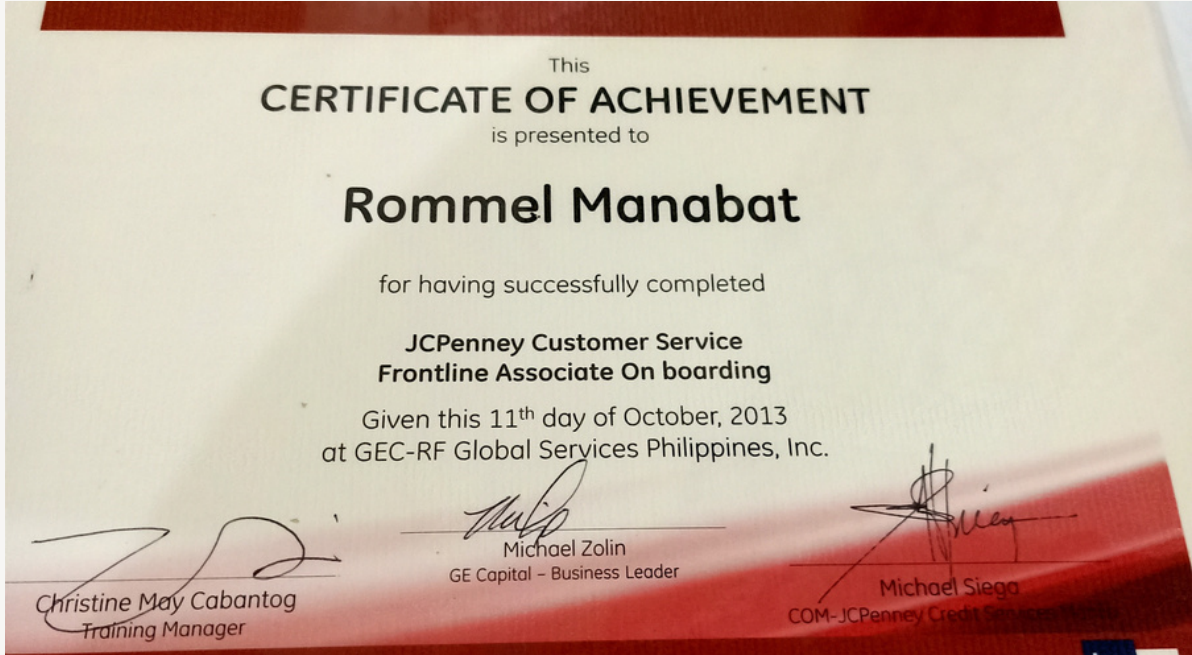 This
CERTIFICATE OF ACHIEVEMENT
is presented to
Rommel Manabat
for having successfully completed
JCPenney Customer Service
Frontline Associate On boarding
Given this 11th day of October, 2013
at GEC-RF Global Services Philippines, Inc.
Michael Zolin
GE Capital – Business Leader
Christine May Cabantog
Training Manager
Michael Siega
COM-JCPenney Credit Services